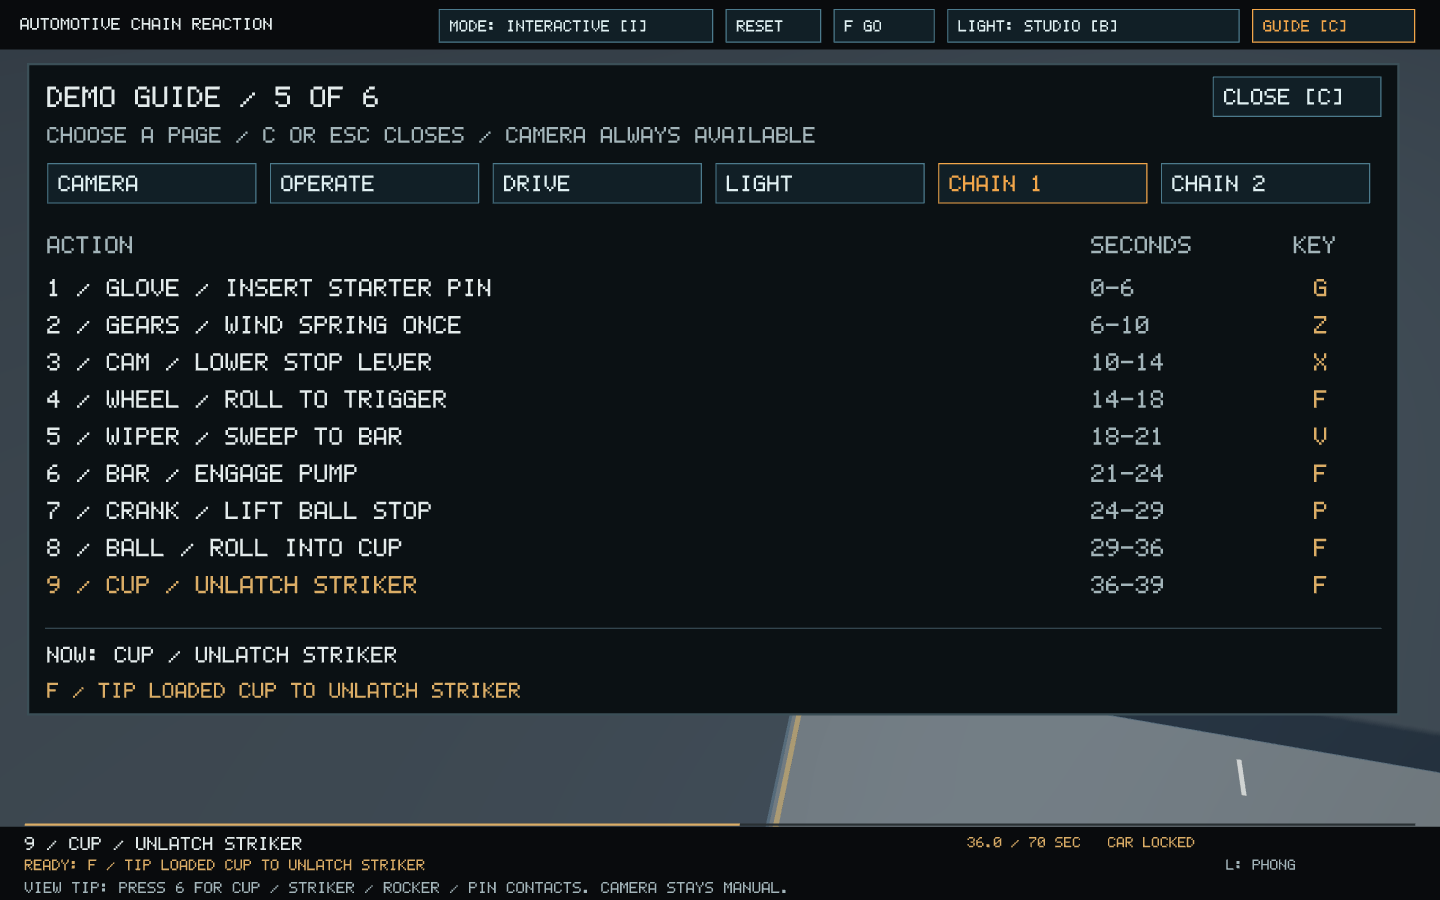 AUTOMOTIVE CHAIN REACTION
MODE: INTERACTIVE [I]
RESET
F GO
LIGHT: STUDIO [B]
GUIDE [C]
DEMO GUIDE / 5 OF 6
CLOSE [C]
CHOOSE A PAGE / C OR ESC CLOSES / CAMERA ALWAYS AVAILABLE
CAMERA
OPERATE
DRIVE
LIGHT
CHAIN 1
CHAIN 2
ACTION SECONDS KEY
1 / GLOVE / INSERT STARTER PIN 0-6 G
2 / GEARS / WIND SPRING ONCE 6-10 Z
3 / CAM / LOWER STOP LEVER 10-14 X
4 / WHEEL / ROLL TO TRIGGER 14-18 F
5 / WIPER / SWEEP TO BAR 18-21 V
6 / BAR / ENGAGE PUMP 21-24 F
7 / CRANK / LIFT BALL STOP 24-29 P
8 / BALL / ROLL INTO CUP 29-36 F
9 / CUP / UNLATCH STRIKER 36-39 F
NOW: CUP / UNLATCH STRIKER
F / TIP LOADED CUP TO UNLATCH STRIKER
9 / CUP / UNLATCH STRIKER
36.0 / 70 SEC CAR LOCKED
READY: F / TIP LOADED CUP TO UNLATCH STRIKER
L: PHONG
VIEW TIP: PRESS 6 FOR CUP / STRIKER / ROCKER / PIN CONTACTS. CAMERA STAYS MANUAL.